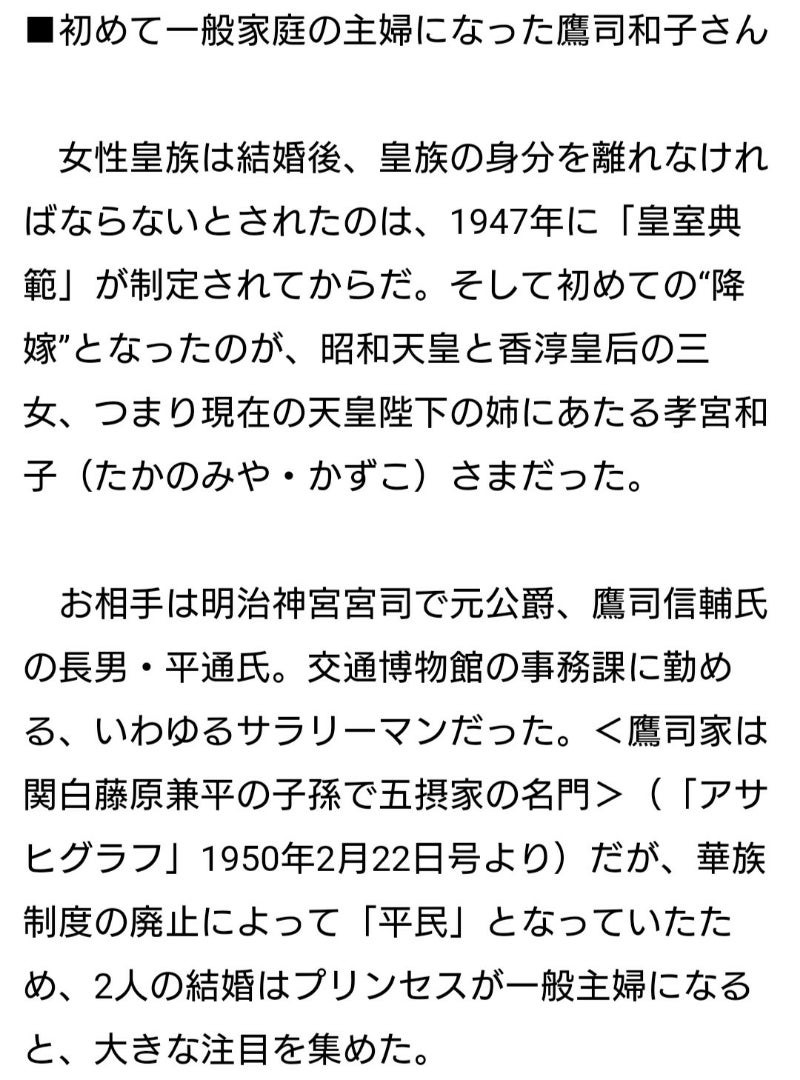 ■初めて一般家庭の主婦になった鷹司和子さん
　女性皇族は結婚後、皇族の身分を離れなけれ
ばならないとされたのは、1947年に「皇室典
範」が制定されてからだ。そして初めての“降
嫁”となったのが、昭和天皇と香淳皇后の三
女、つまり現在の天皇陛下の姉にあたる孝宮和
子（たかのみや・かずこ）さまだった。
　お相手は明治神宮宮司で元公爵、鷹司信輔氏
の長男・平通氏。交通博物館の事務課に勤め
る、いわゆるサラリーマンだった。＜鷹司家は
関白藤原兼平の子孫で五摂家の名門＞（「アサ
ヒグラフ」1950年2月22日号より）だが、華族
制度の廃止によって「平民」となっていたた
め、2人の結婚はプリンセスが一般主婦になる
と、大きな注目を集めた。